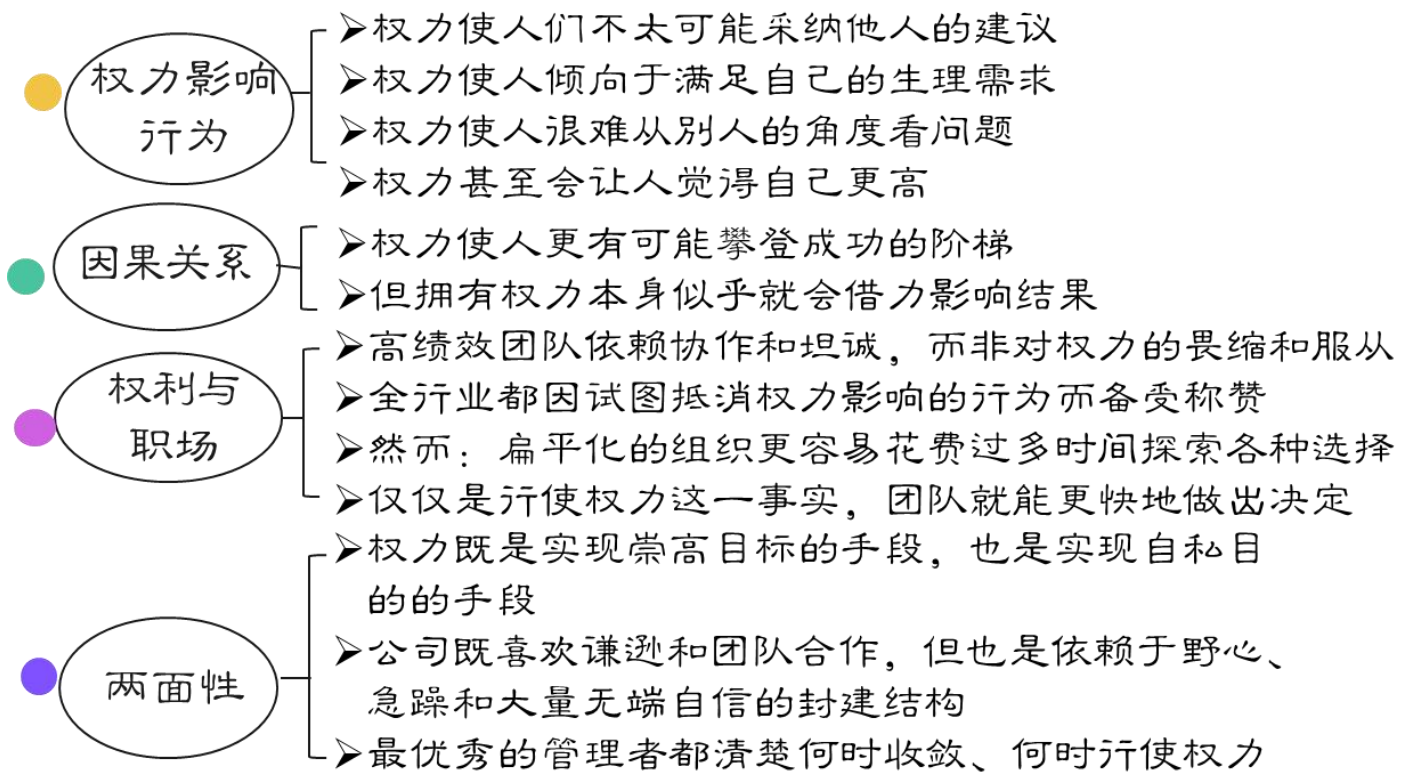 权力影响
行为
➢权力使人们不太可能采纳他人的建议
➢权力使人倾向于满足自己的生理需求
➢权力使人很难从别人的角度看问题
➢权力甚至会让人觉得自己更高
因果关系
➢权力使人更有可能攀登成功的阶梯
➢但拥有权力本身似乎就会借力影响结果
权利与
职场
➢高绩效团队依赖协作和坦诚，而非对权力的畏缩和服从
➢全行业都因试图抵消权力影响的行为而备受称赞
➢然而：扁平化的组织更容易花费过多时间探索各种选择
➢仅仅是行使权力这一事实，团队就能更快地做出决定
两面性
➢权力既是实现崇高目标的手段，也是实现自私目
的的手段
➢公司既喜欢谦逊和团队合作，但也是依赖于野心、
急躁和大量无端自信的封建结构
➢最优秀的管理者都清楚何时收敛、何时行使权力